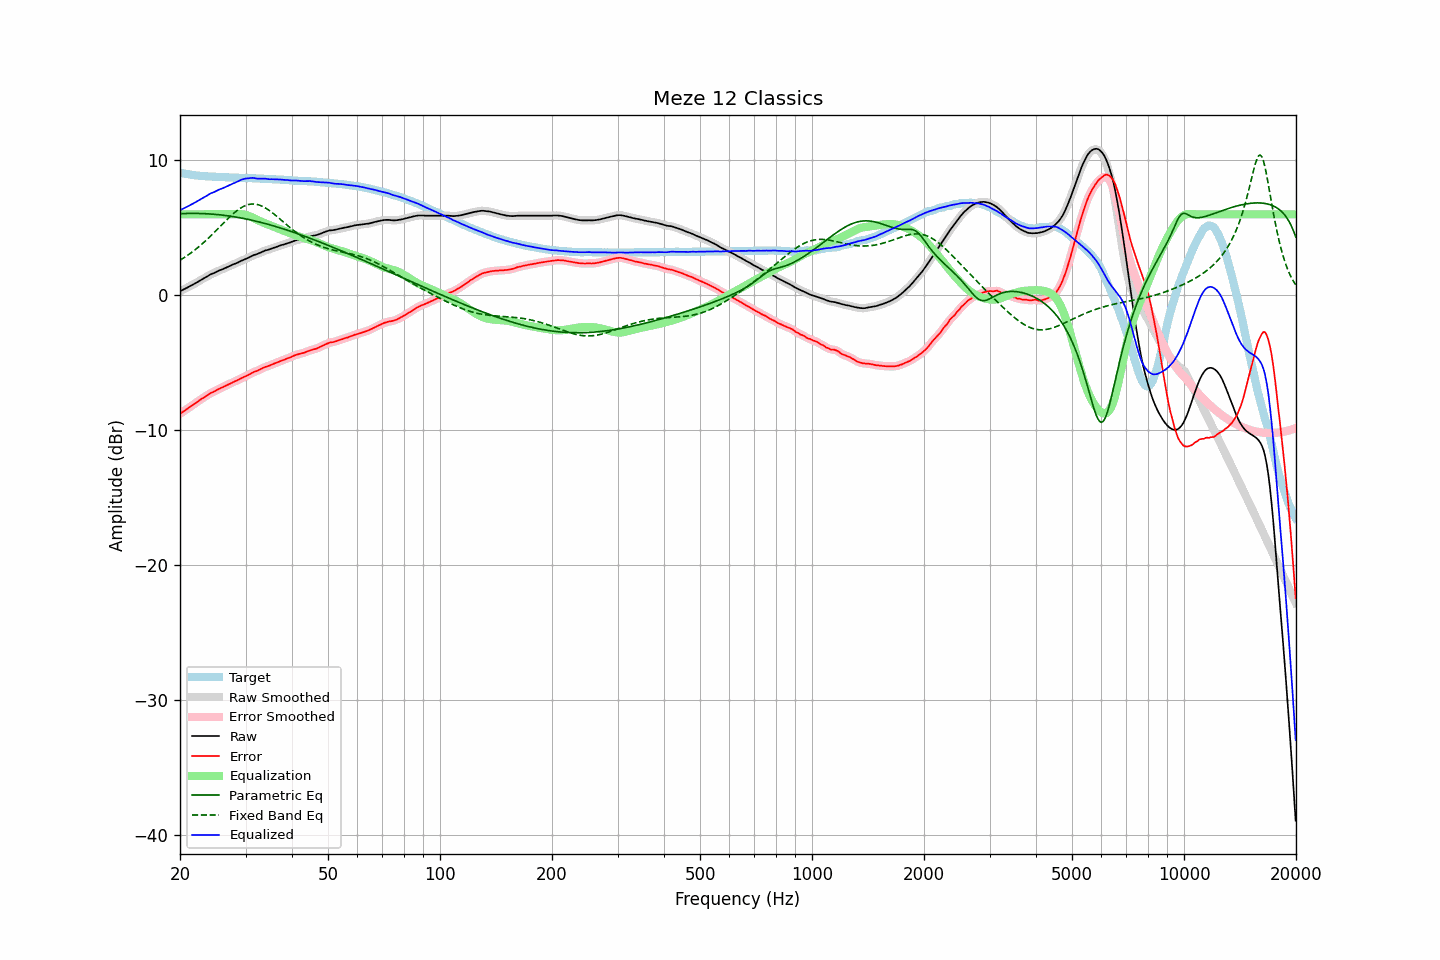 Meze 12 Classics
Amplitude (dBr)
10
0
−10
−20
−30
−40
Target
Raw Smoothed
Error Smoothed
Raw
Error
Equalization
Parametric Eq
Fixed Band Eq
Equalized
20 50 100 200 500 1000 2000 5000 10000 20000
Frequency (Hz)